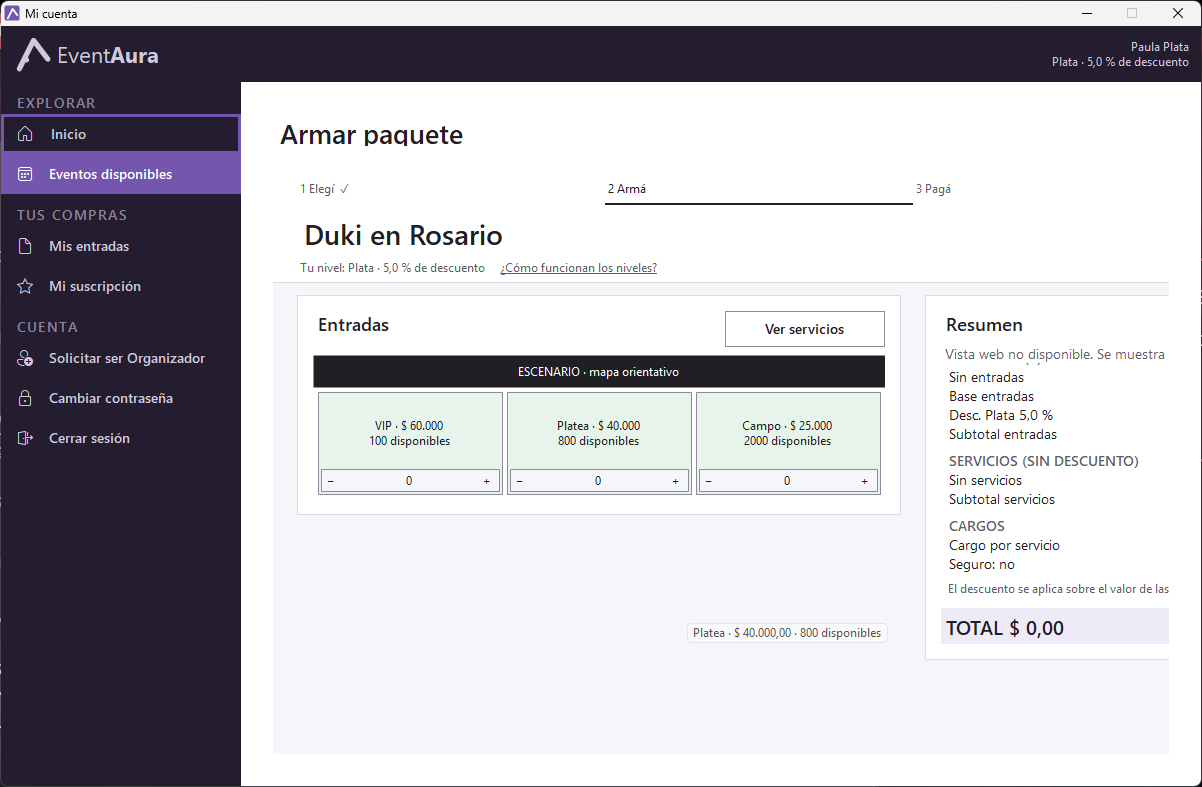 Mi cuenta
EventAura
Paula Plata
Plata · 5,0 % de descuento
EXPLORAR
Inicio
Eventos disponibles
TUS COMPRAS
Mis entradas
Mi suscripción
CUENTA
Solicitar ser Organizador
Cambiar contraseña
Cerrar sesión
Armar paquete
1 Elegí ✓
2 Armá
3 Pagá
Duki en Rosario
Tu nivel: Plata · 5,0 % de descuento ¿Cómo funcionan los niveles?
Entradas
Ver servicios
ESCENARIO · mapa orientativo
VIP · $ 60.000
100 disponibles
− 0 +
Platea · $ 40.000
800 disponibles
− 0 +
Campo · $ 25.000
2000 disponibles
− 0 +
Platea · $ 40.000,00 · 800 disponibles
Resumen
Vista web no disponible. Se muestra
Sin entradas
Base entradas
Desc. Plata 5,0 %
Subtotal entradas
SERVICIOS (SIN DESCUENTO)
Sin servicios
Subtotal servicios
CARGOS
Cargo por servicio
Seguro: no
El descuento se aplica sobre el valor de las
TOTAL $ 0,00